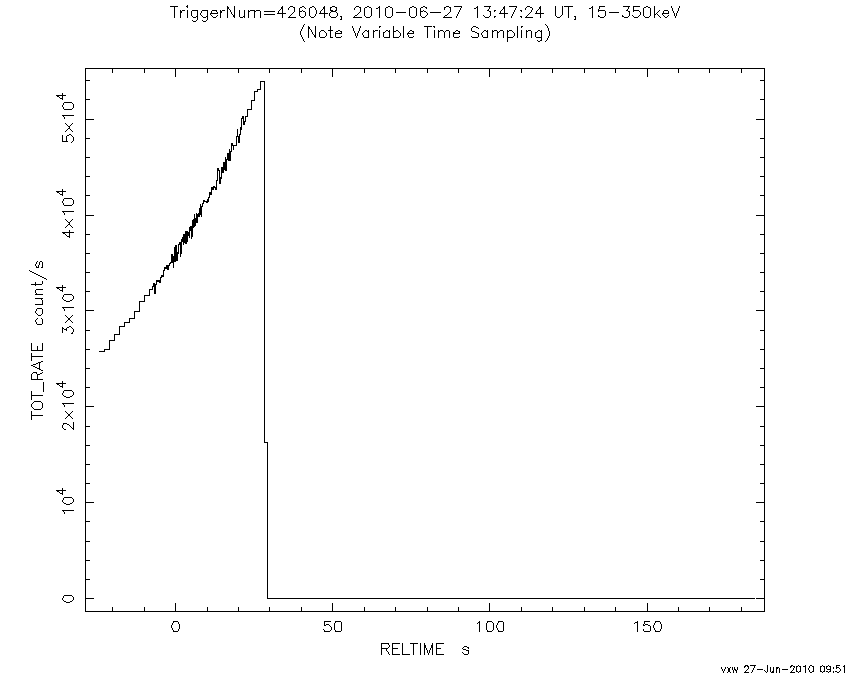 TriggerNum=426048, 2010-06-27 13:47:24 UT, 15-350keV
(Note Variable Time Sampling)
TOT_RATE count/s
5×10⁴
4×10⁴
3×10⁴
2×10⁴
10⁴
0
0 50 100 150
RELTIME s
vxw 27-Jun-2010 09:51